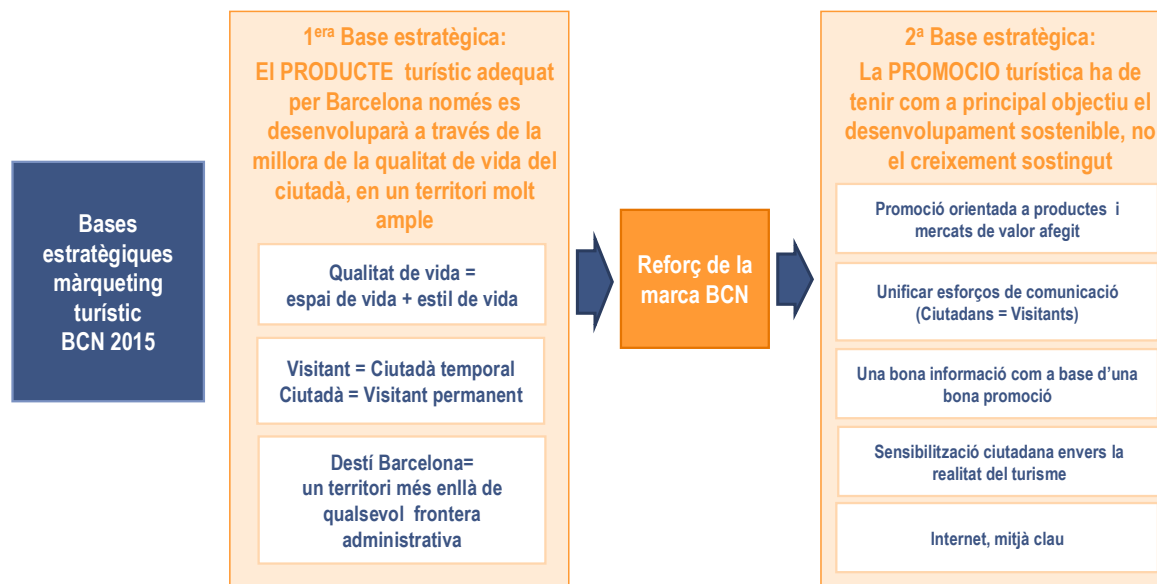 Bases
estratègiques
màrqueting
turístic
BCN 2015
1era Base estratègica:
El PRODUCTE turístic adequat
per Barcelona només es
desenvoluparà a través de la
millora de la qualitat de vida del
ciutadà, en un territori molt
ample
Qualitat de vida =
espai de vida + estil de vida
Visitant = Ciutadà temporal
Ciutadà = Visitant permanent
Destí Barcelona=
un territori més enllà de
qualsevol frontera
administrativa
Reforç de la
marca BCN
2ª Base estratègica:
La PROMOCIO turística ha de
tenir com a principal objectiu el
desenvolupament sostenible, no
el creixement sostingut
Promoció orientada a productes i
mercats de valor afegit
Unificar esforços de comunicació
(Ciutadans = Visitants)
Una bona informació com a base d’una
bona promoció
Sensibilització ciutadana envers la
realitat del turisme
Internet, mitjà clau